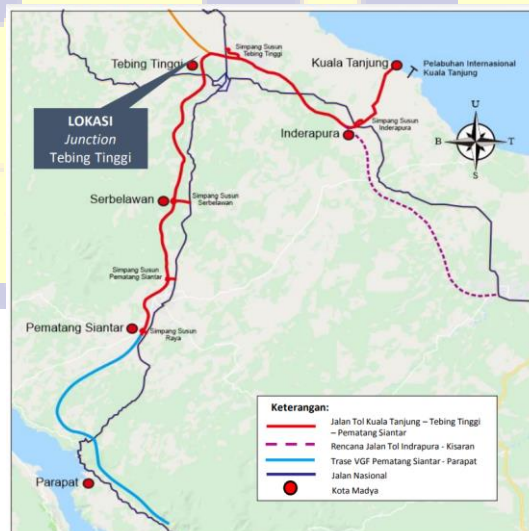 Simpang Susun
Tebing Tinggi
Tebing Tinggi
Kuala Tanjung
Pelabuhan Internasional
Kuala Tanjung
LOKASI
Junction
Tebing Tinggi
Simpang Susun
Inderapura
Inderapura
U
B
T
S
Serbelawan
Simpang Susun
Serbelawan
Simpang Susun
Pematang Siantar
Pematang Siantar
Simpang Susun
Raya
Parapat
Keterangan:
Jalan Tol Kuala Tanjung – Tebing Tinggi
– Pematang Siantar
Rencana Jalan Tol Indrapura - Kisaran
Trase VGF Pematang Siantar - Parapat
Jalan Nasional
Kota Madya